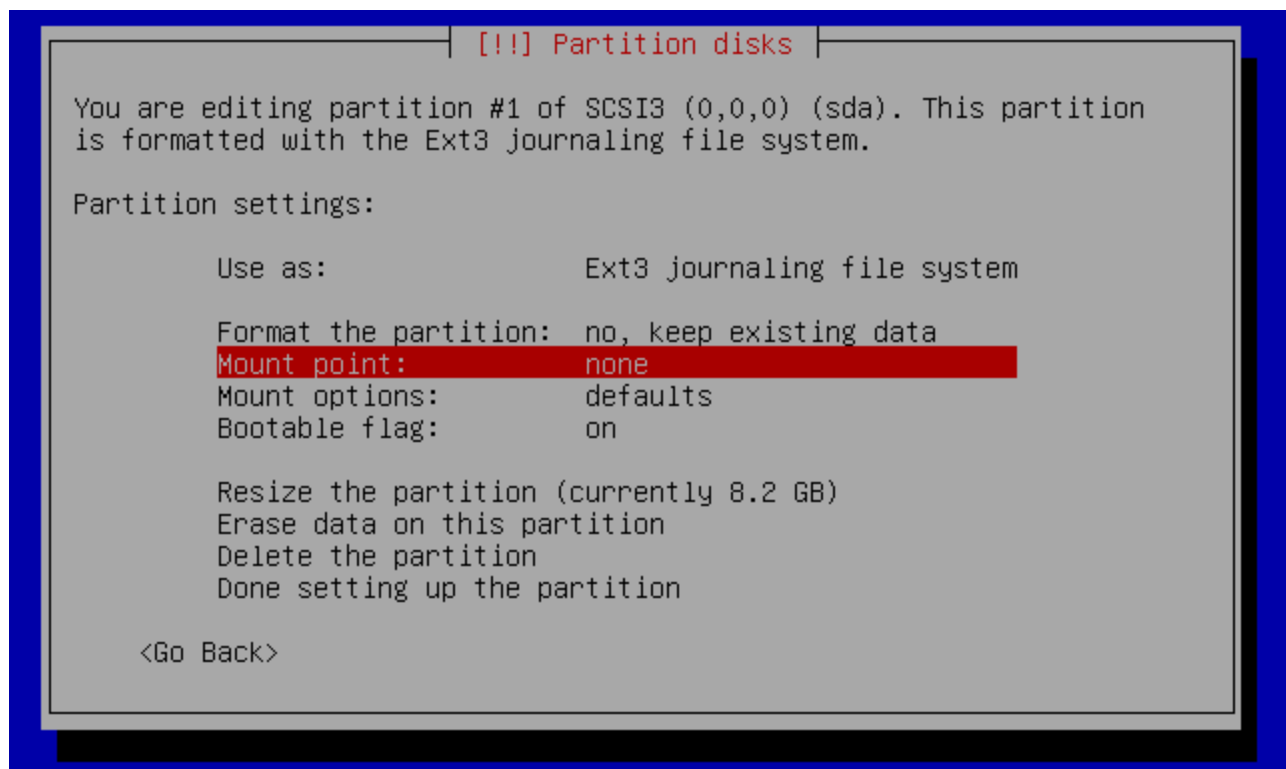 [!!] Partition disks
You are editing partition #1 of SCSI3 (0,0,0) (sda). This partition
is formatted with the Ext3 journaling file system.
Partition settings:
Use as: Ext3 journaling file system
Format the partition: no, keep existing data
Mount point: none
Mount options: defaults
Bootable flag: on
Resize the partition (currently 8.2 GB)
Erase data on this partition
Delete the partition
Done setting up the partition
<Go Back>